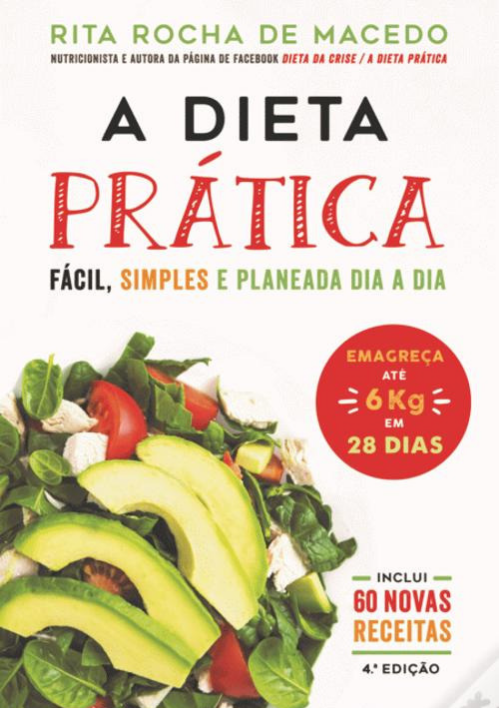 RITA ROCHA DE MACEDO
NUTRICIONISTA E AUTORA DA PÁGINA DE FACEBOOK DIETA DA CRISE / A DIETA PRÁTICA
A DIETA
PRÁTICA
FÁCIL, SIMPLES E PLANEADA DIA A DIA
EMAGREÇA
ATÉ
6 Kg
EM
28 DIAS
INCLUI
60 NOVAS
RECEITAS
4.ª EDIÇÃO